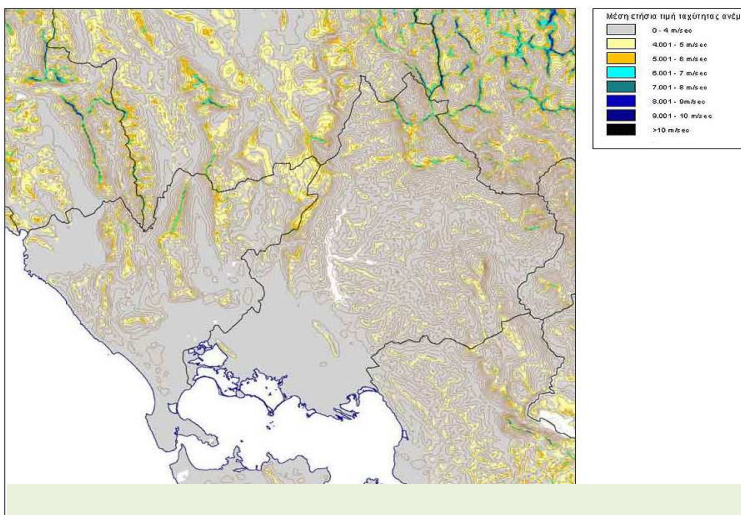 Μέση ετήσια τιμή ταχύτητας ανέμ
0 - 4 m/sec
4.001 - 5 m/sec
5.001 - 6 m/sec
6.001 - 7 m/sec
7.001 - 8 m/sec
8.001 - 9m/sec
9.001 - 10 m/sec
>10 m/sec